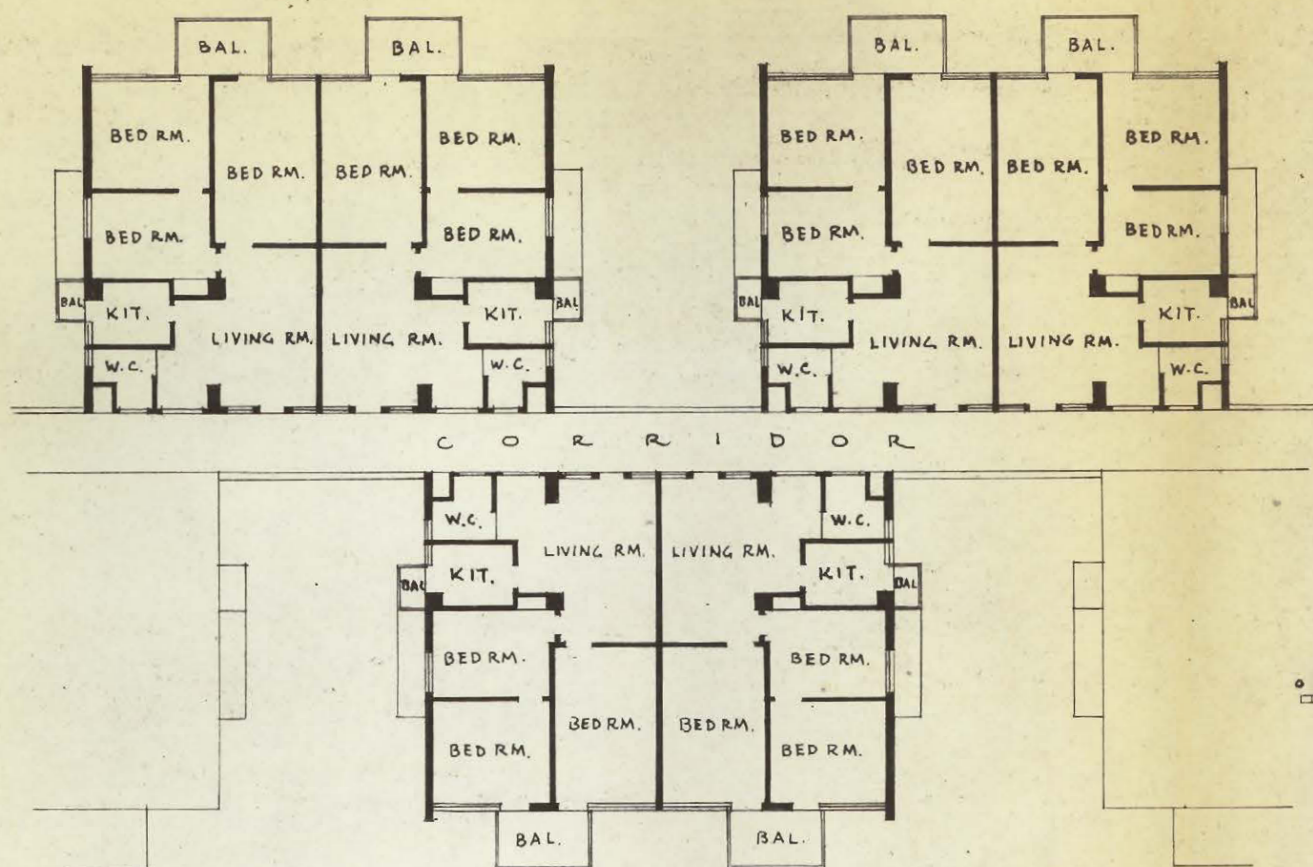 BAL. BAL. BAL. BAL.
BED RM. BED RM. BED RM. BED RM.
BED RM. BED RM. BED RM. BED RM.
BED RM. BED RM. BED RM. BED RM.
BAL KIT. KIT. BAL BAL KIT. KIT. BAL
LIVING RM. LIVING RM. LIVING RM. LIVING RM.
W.C. W.C. W.C. W.C.
CORRIDOR
W.C. W.C.
LIVING RM. LIVING RM.
BAL KIT. KIT. BAL
BED RM. BED RM.
BED RM. BED RM.
BED RM. BED RM.
BAL. BAL.